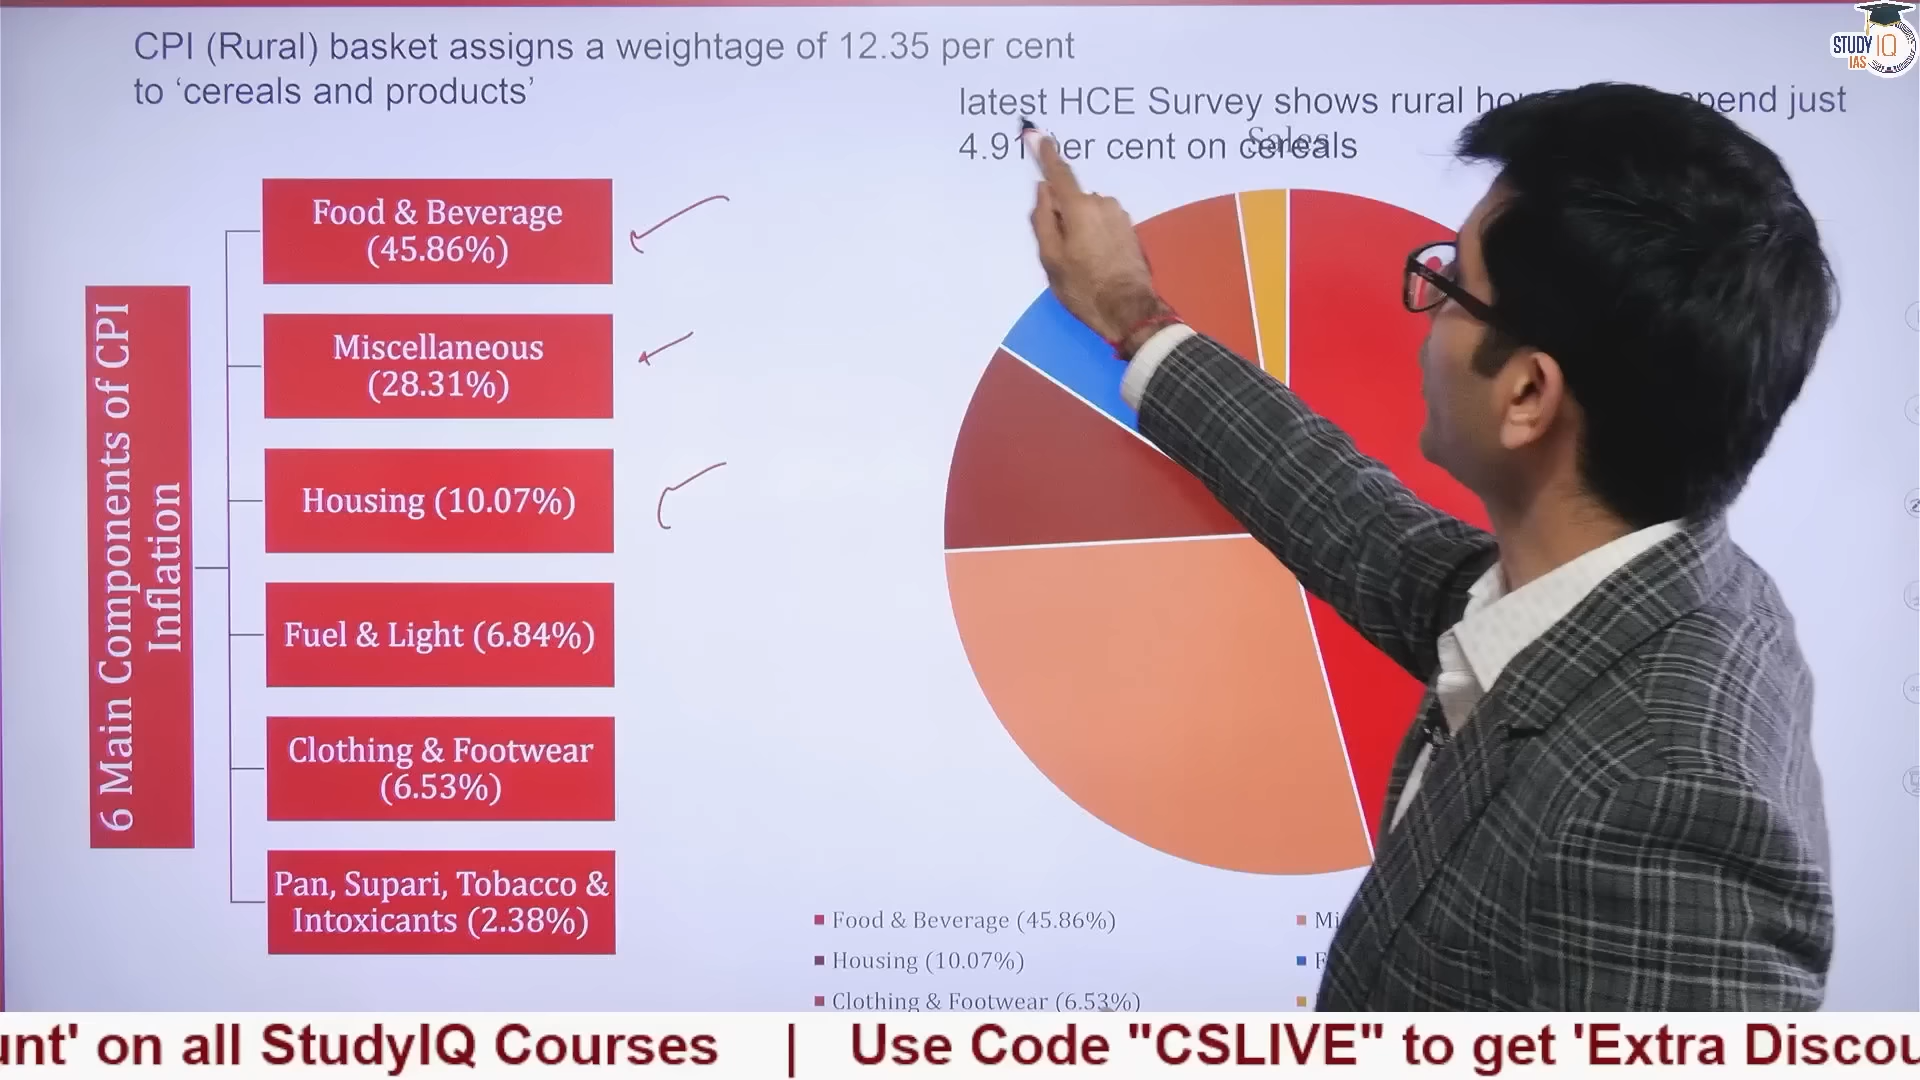 CPI (Rural) basket assigns a weightage of 12.35 per cent
to ‘cereals and products’
STUDY IQ
IAS
latest HCE Survey shows rural pend just
4.91 per cent on cereals
Sales
6 Main Components of CPI
Inflation
Food & Beverage
(45.86%)
Miscellaneous
(28.31%)
Housing (10.07%)
Fuel & Light (6.84%)
Clothing & Footwear
(6.53%)
Pan, Supari, Tobacco &
Intoxicants (2.38%)
Food & Beverage (45.86%)
Housing (10.07%)
Clothing & Footwear (6.53%)
on all StudyIQ Courses | Use Code "CSLIVE" to get 'Extra